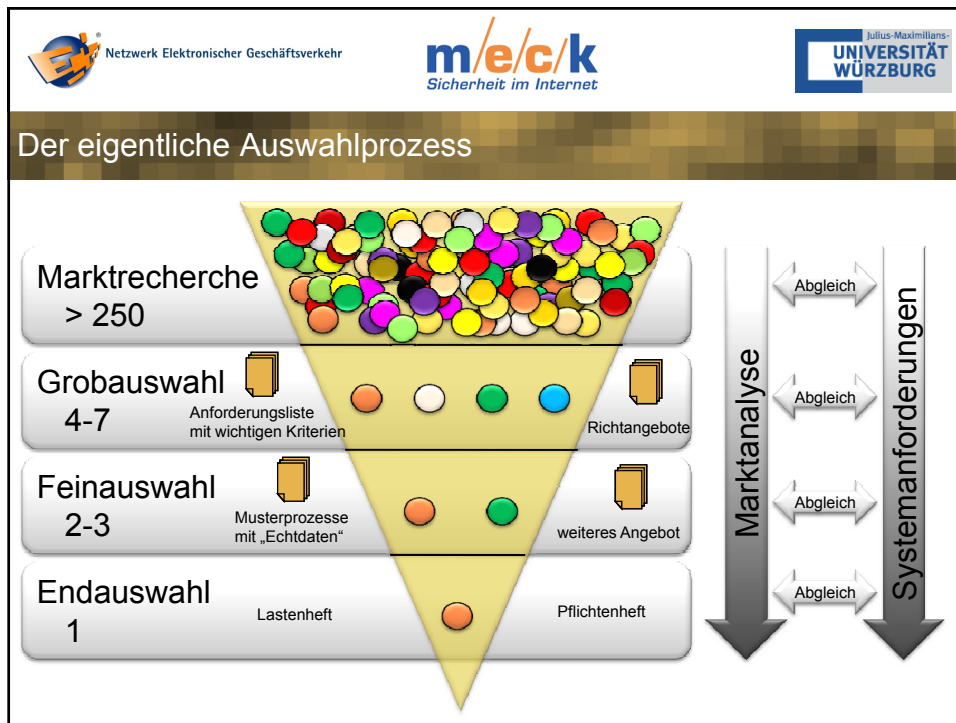 Netzwerk Elektronischer Geschäftsverkehr
m/e/c/k
Sicherheit im Internet
Julius-Maximilians-
UNIVERSITÄT
WÜRZBURG
Der eigentliche Auswahlprozess
Marktrecherche
> 250
Grobauswahl
4-7
Anforderungsliste
mit wichtigen Kriterien
Richtangebote
Feinauswahl
2-3
Musterprozesse
mit „Echtdaten“
weiteres Angebot
Endauswahl
1
Lastenheft
Pflichtenheft
Marktanalyse
Abgleich
Abgleich
Abgleich
Abgleich
Systemanforderungen